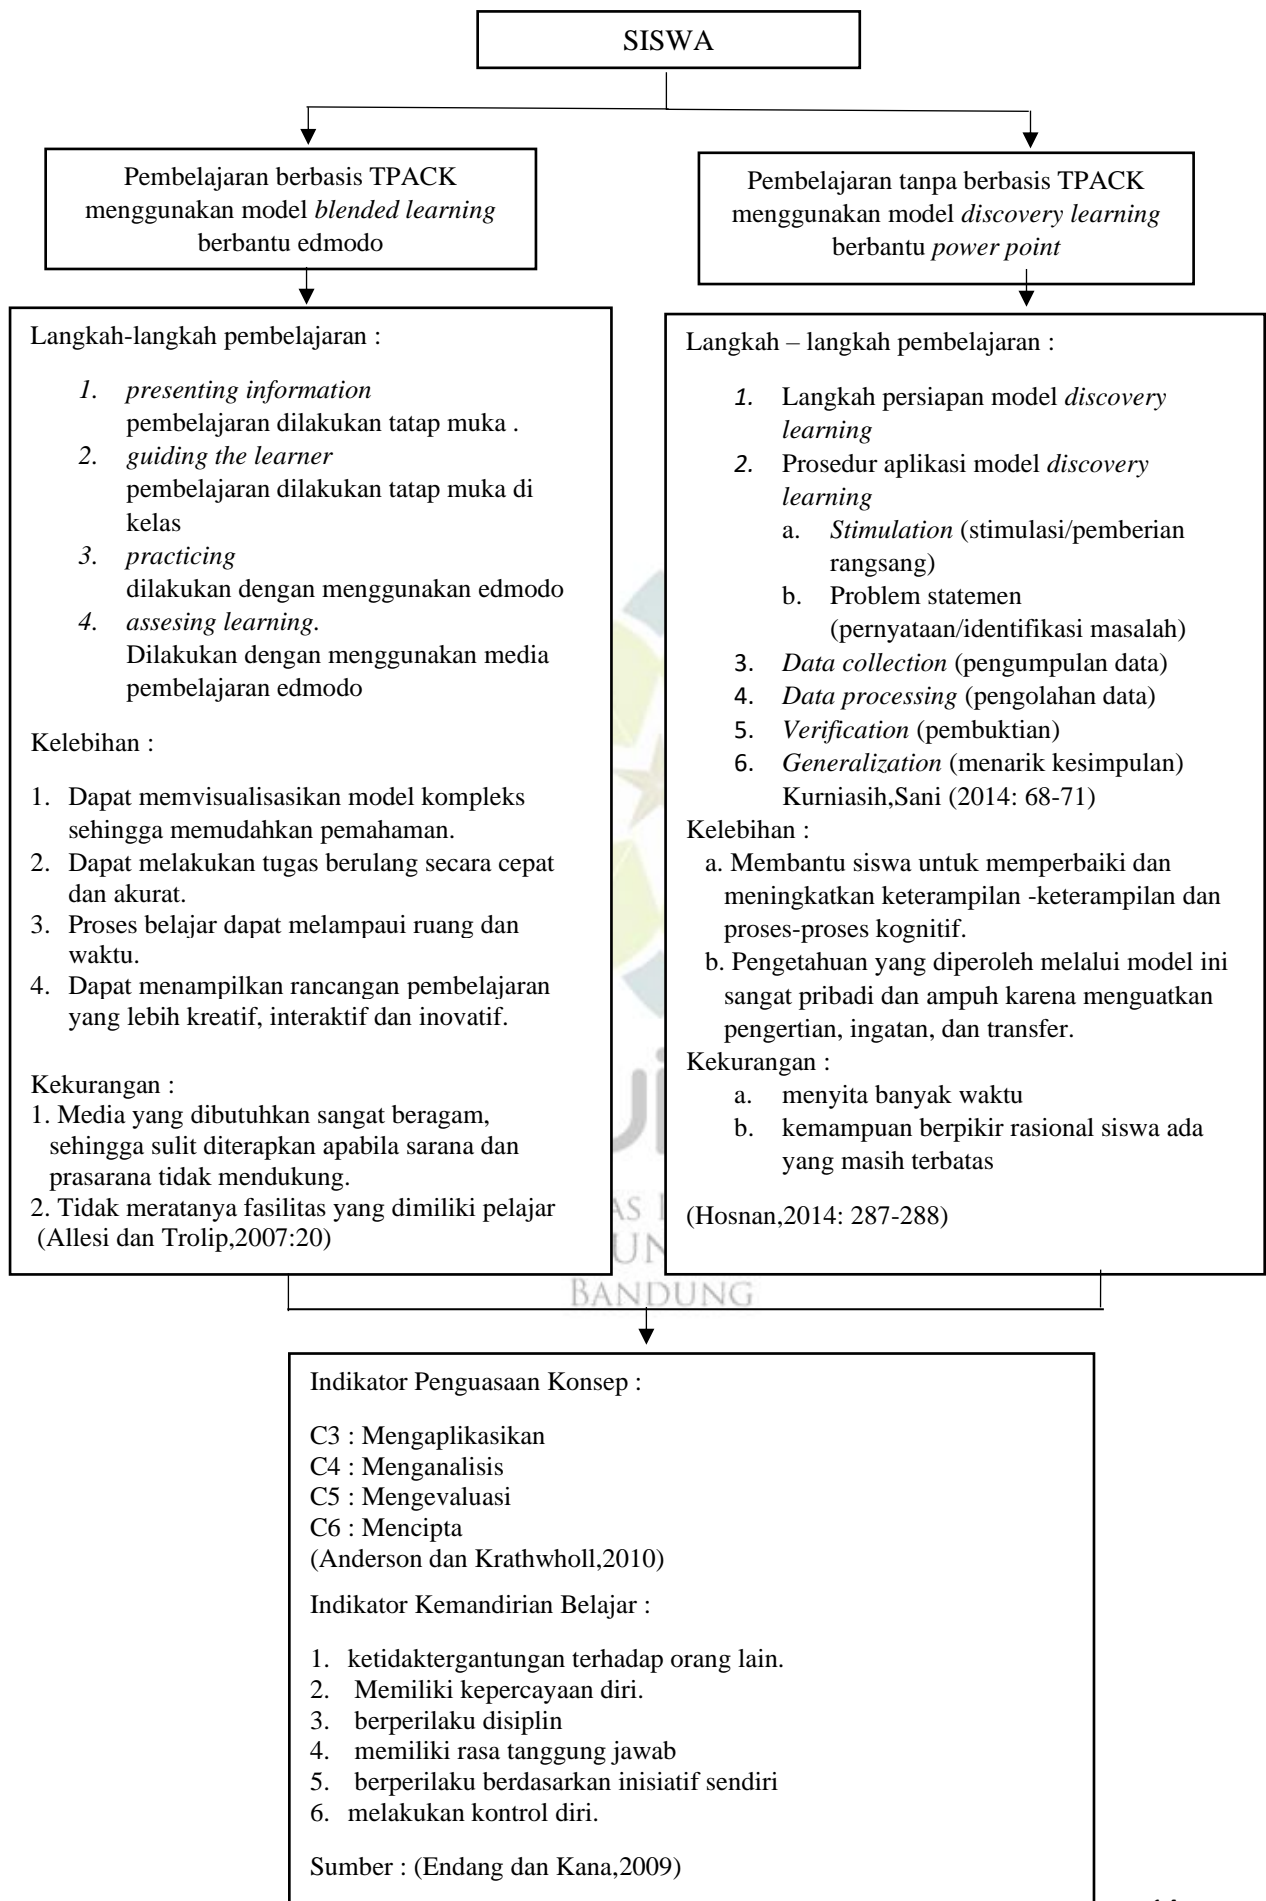 SISWA
Pembelajaran berbasis TPACK
menggunakan model blended learning
berbantu edmodo
Pembelajaran tanpa berbasis TPACK
menggunakan model discovery learning
berbantu power point
Langkah-langkah pembelajaran :
1. presenting information
pembelajaran dilakukan tatap muka .
2. guiding the learner
pembelajaran dilakukan tatap muka di
kelas
3. practicing
dilakukan dengan menggunakan edmodo
4. assesing learning.
Dilakukan dengan menggunakan media
pembelajaran edmodo
Kelebihan :
1. Dapat memvisualisasikan model kompleks
sehingga memudahkan pemahaman.
2. Dapat melakukan tugas berulang secara cepat
dan akurat.
3. Proses belajar dapat melampaui ruang dan
waktu.
4. Dapat menampilkan rancangan pembelajaran
yang lebih kreatif, interaktif dan inovatif.
Kekurangan :
1. Media yang dibutuhkan sangat beragam,
sehingga sulit diterapkan apabila sarana dan
prasarana tidak mendukung.
2. Tidak meratanya fasilitas yang dimiliki pelajar
(Allesi dan Trolip,2007:20)
Langkah – langkah pembelajaran :
1. Langkah persiapan model discovery
learning
2. Prosedur aplikasi model discovery
learning
a. Stimulation (stimulasi/pemberian
rangsang)
b. Problem statemen
(pernyataan/identifikasi masalah)
3. Data collection (pengumpulan data)
4. Data processing (pengolahan data)
5. Verification (pembuktian)
6. Generalization (menarik kesimpulan)
Kurniasih,Sani (2014: 68-71)
Kelebihan :
a. Membantu siswa untuk memperbaiki dan
meningkatkan keterampilan -keterampilan dan
proses-proses kognitif.
b. Pengetahuan yang diperoleh melalui model ini
sangat pribadi dan ampuh karena menguatkan
pengertian, ingatan, dan transfer.
Kekurangan :
a. menyita banyak waktu
b. kemampuan berpikir rasional siswa ada
yang masih terbatas
(Hosnan,2014: 287-288)
BANDUNG
Indikator Penguasaan Konsep :
C3 : Mengaplikasikan
C4 : Menganalisis
C5 : Mengevaluasi
C6 : Mencipta
(Anderson dan Krathwholl,2010)
Indikator Kemandirian Belajar :
1. ketidaktergantungan terhadap orang lain.
2. Memiliki kepercayaan diri.
3. berperilaku disiplin
4. memiliki rasa tanggung jawab
5. berperilaku berdasarkan inisiatif sendiri
6. melakukan kontrol diri.
Sumber : (Endang dan Kana,2009)